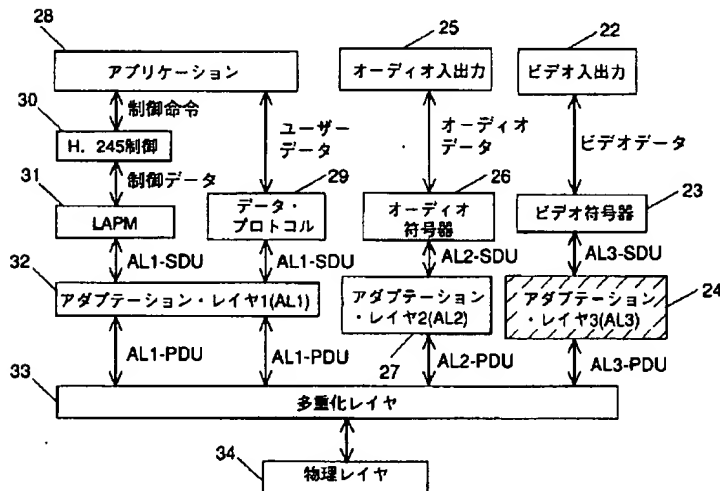 28
25
22
アプリケーション
オーディオ入出力
ビデオ入出力
30
制御命令
H. 245制御
ユーザー
データ
オーディオ
データ
ビデオデータ
31
制御データ
29
26
23
LAPM
データ・
プロトコル
オーディオ
符号器
ビデオ符号器
32
AL1-SDU
AL1-SDU
AL2-SDU
AL3-SDU
24
アダプテーション・レイヤ1(AL1)
アダプテーション
・レイヤ2(AL2)
アダプテーション
・レイヤ3(AL3)
33
AL1-PDU
AL1-PDU
27
AL2-PDU
AL3-PDU
多重化レイヤ
34
物理レイヤ